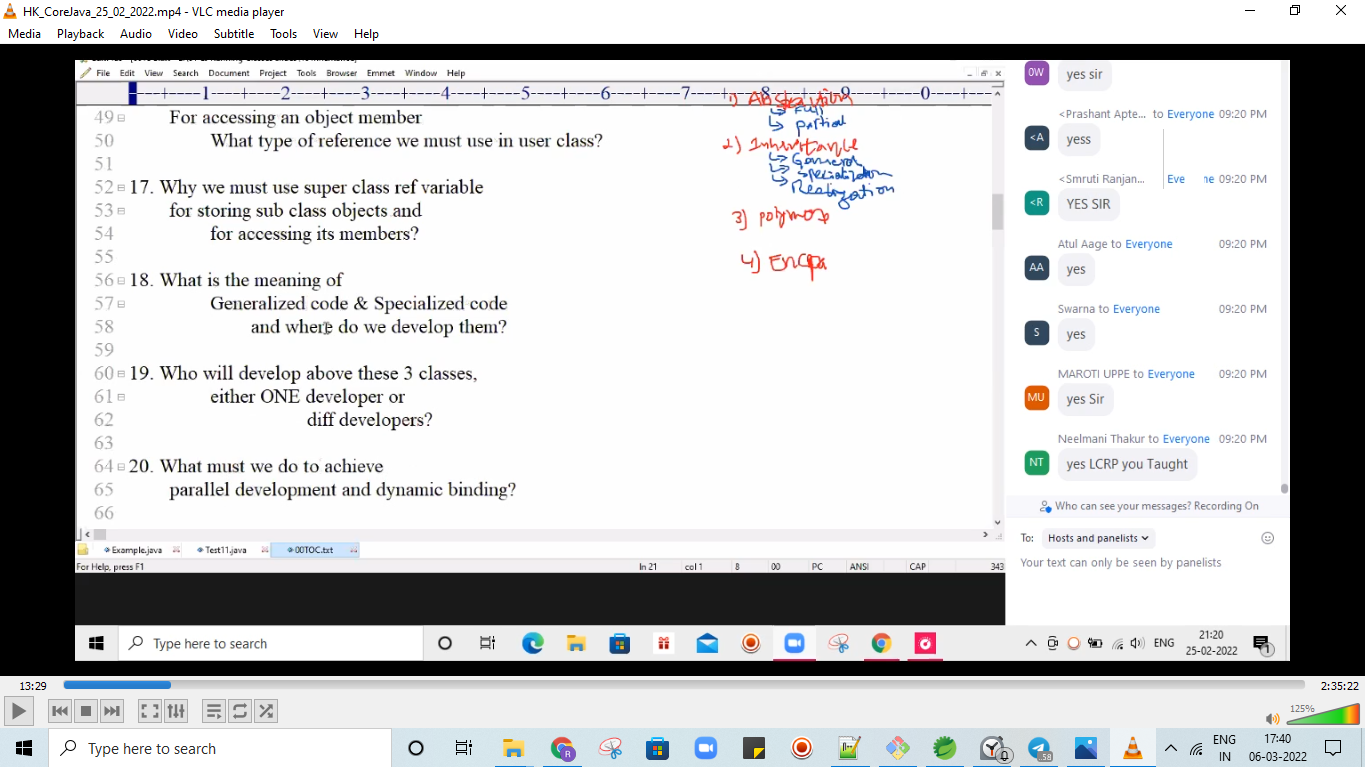 HK_CoreJava_25_02_2022.mp4 - VLC media player
Media Playback Audio Video Subtitle Tools View Help
File Edit View Search Document Project Tools Browser Emmet Window Help
----+----1----+----2----+----3----+----4----+----5----+----6----+----7----+----8----+----9----+----0----+--
49 For accessing an object member
50 What type of reference we must use in user class?
51
52 17. Why we must use super class ref variable
53 for storing sub class objects and
54 for accessing its members?
55
56 18. What is the meaning of
57 Generalized code & Specialized code
58 and where do we develop them?
59
60 19. Who will develop above these 3 classes,
61 either ONE developer or
62 diff developers?
63
64 20. What must we do to achieve
65 parallel development and dynamic binding?
66
1)
Full
partial
2)
3) polymorp
4) Encpa
Example.java Test11.java 00TOC.txt
For Help, press F1 ln 21 col 1 8 00 PC ANSI CAP 343
OW yes sir
<Prashant Apte... to Everyone 09:20 PM
<A yess
<Smruti Ranjan... Eve ne 09:20 PM
<R YES SIR
Atul Aage to Everyone 09:20 PM
AA yes
Swarna to Everyone 09:20 PM
S yes
MAROTI UPPE to Everyone 09:20 PM
MU yes Sir
Neelmani Thakur to Everyone 09:20 PM
NT yes LCRP you Taught
Who can see your messages? Recording On
To: Hosts and panelists
Your text can only be seen by panelists
Type here to search
ENG
21:20
25-02-2022
1
13:29 2:35:22
125%
Type here to search
.58
ENG
IN
17:40
06-03-2022